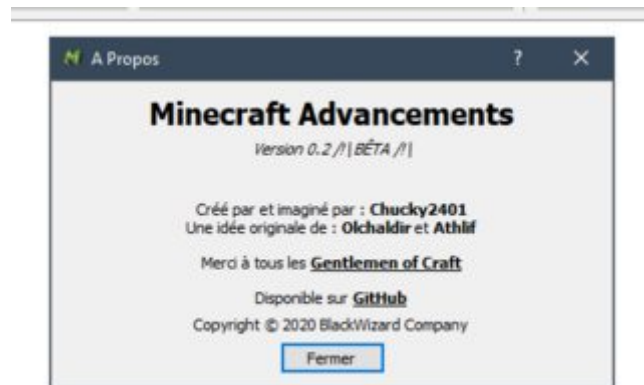 A Propos
Minecraft Advancements
Version 0.2 /!\ BÊTA /!\
Créé par et imaginé par : Chucky2401
Une idée originale de : Olchaldir et Athlif
Merci à tous les Gentlemen of Craft
Disponible sur GitHub
Copyright © 2020 BlackWizard Company
Fermer